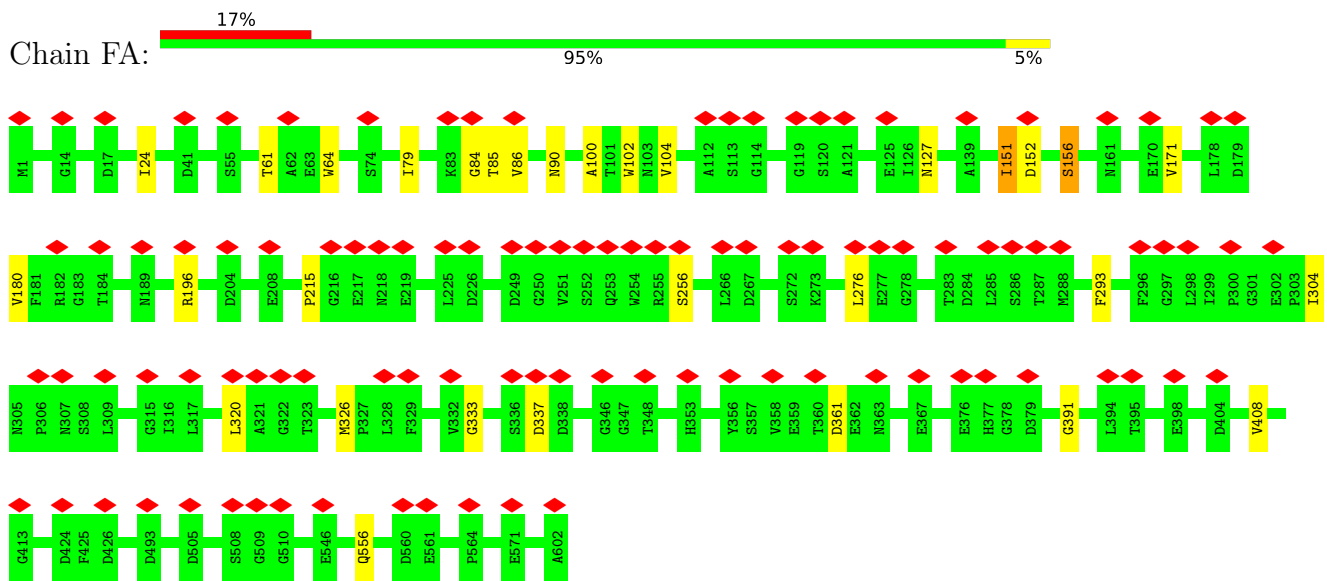 17%
Chain FA:
95% 5%
M1 G14 D17 I24 D41 S55 T61 A62 E63 W64 S74 I79 K83 G84 T85 V86 N90 A100 T101 W102 N103 V104 A112 S113 G114 G119 S120 A121 E125 I126 N127 A139 I151 D152 S156 N161 E170 V171 L178 D179
V180 F181 R182 G183 T184 N189 R196 D204 E208 P215 G216 E217 N218 E219 L225 D226 D249 G250 V251 S252 Q253 W254 R255 S256 L266 D267 S272 K273 L276 E277 G278 T283 D284 L285 S286 T287 M288 F293 F296 G297 L298 I299 P300 G301 E302 P303 I304
N305 P306 N307 S308 L309 G315 I316 L317 L320 A321 G322 T323 M326 P327 L328 F329 V332 G333 S336 D337 D338 G346 G347 T348 H353 Y356 S357 V358 E359 T360 D361 E362 N363 E367 E376 H377 G378 D379 G391 L394 T395 E398 D404 V408
G413 D424 F425 D426 D493 D505 S508 G509 G510 E546 Q556 D560 E561 P564 E571 A602